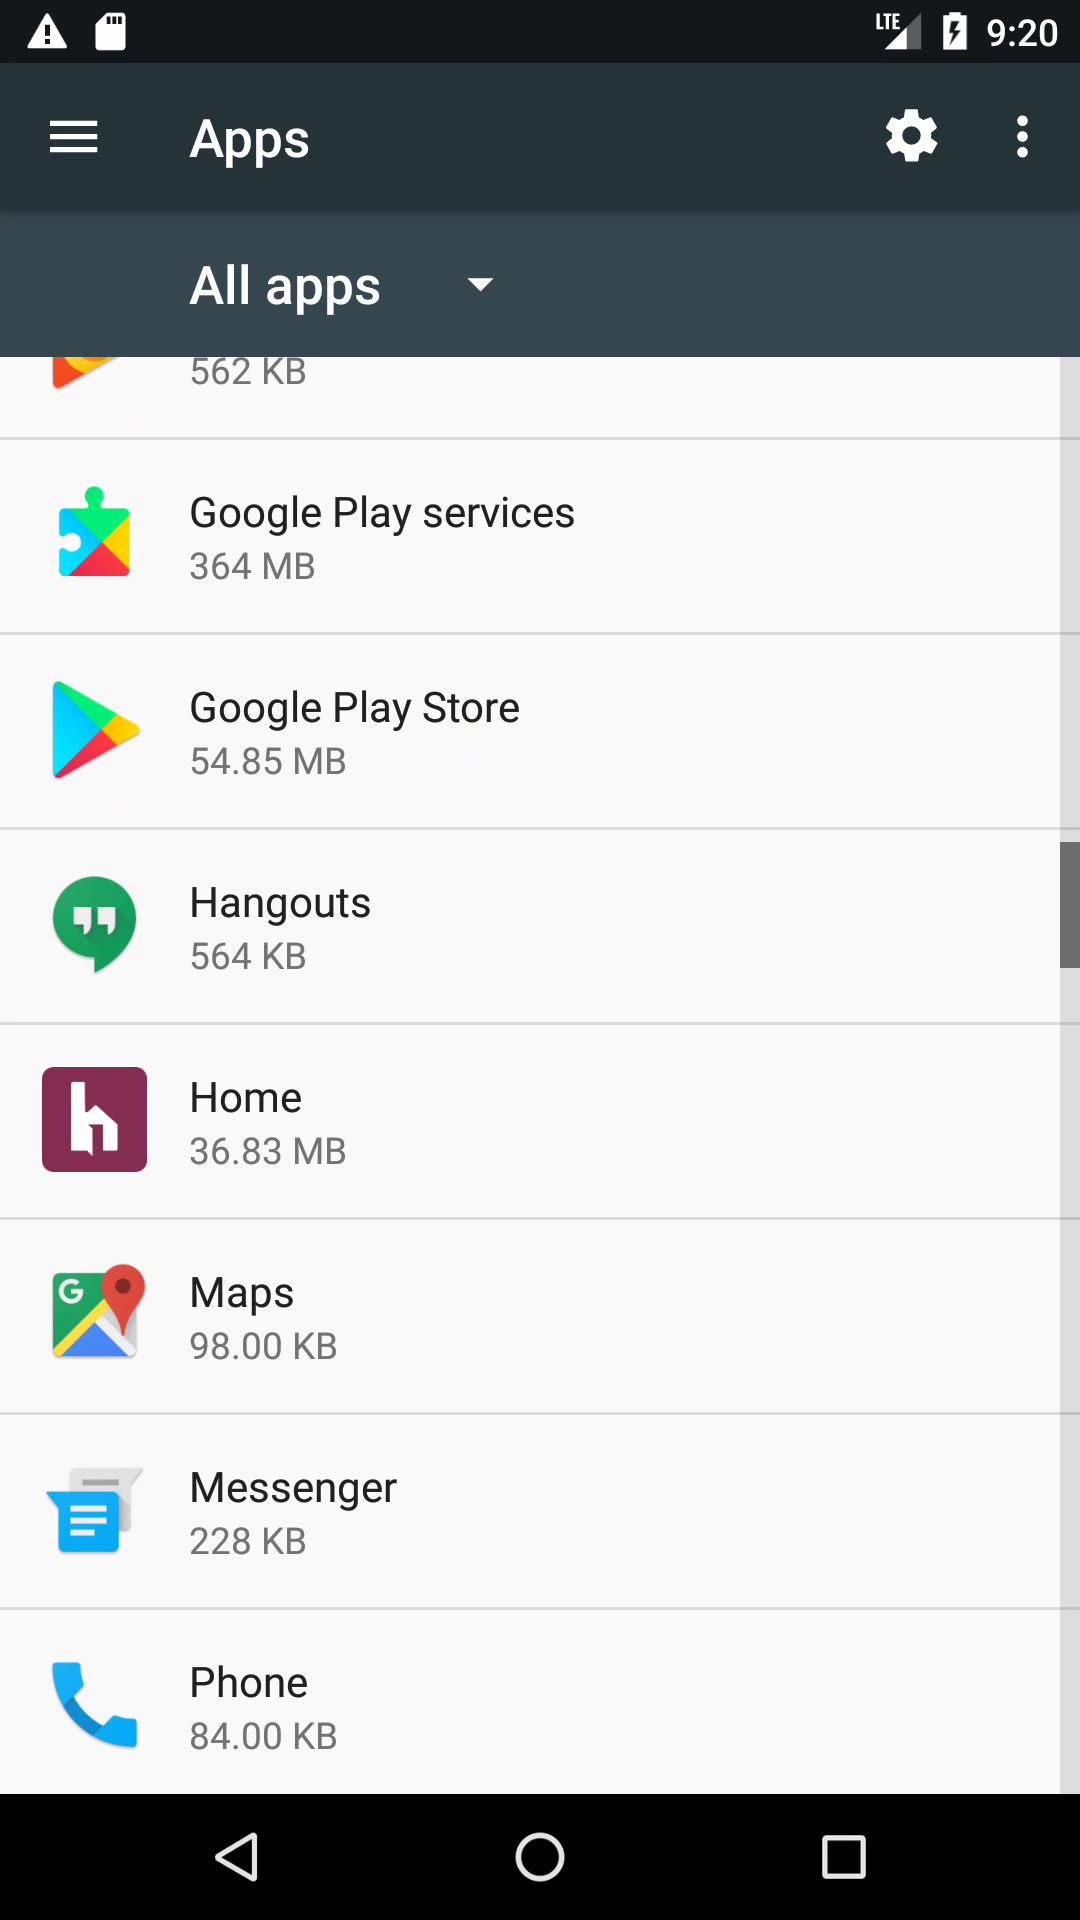 LTE 9:20
Apps
All apps
562 KB
Google Play services
364 MB
Google Play Store
54.85 MB
Hangouts
564 KB
Home
36.83 MB
G
Maps
98.00 KB
Messenger
228 KB
Phone
84.00 KB